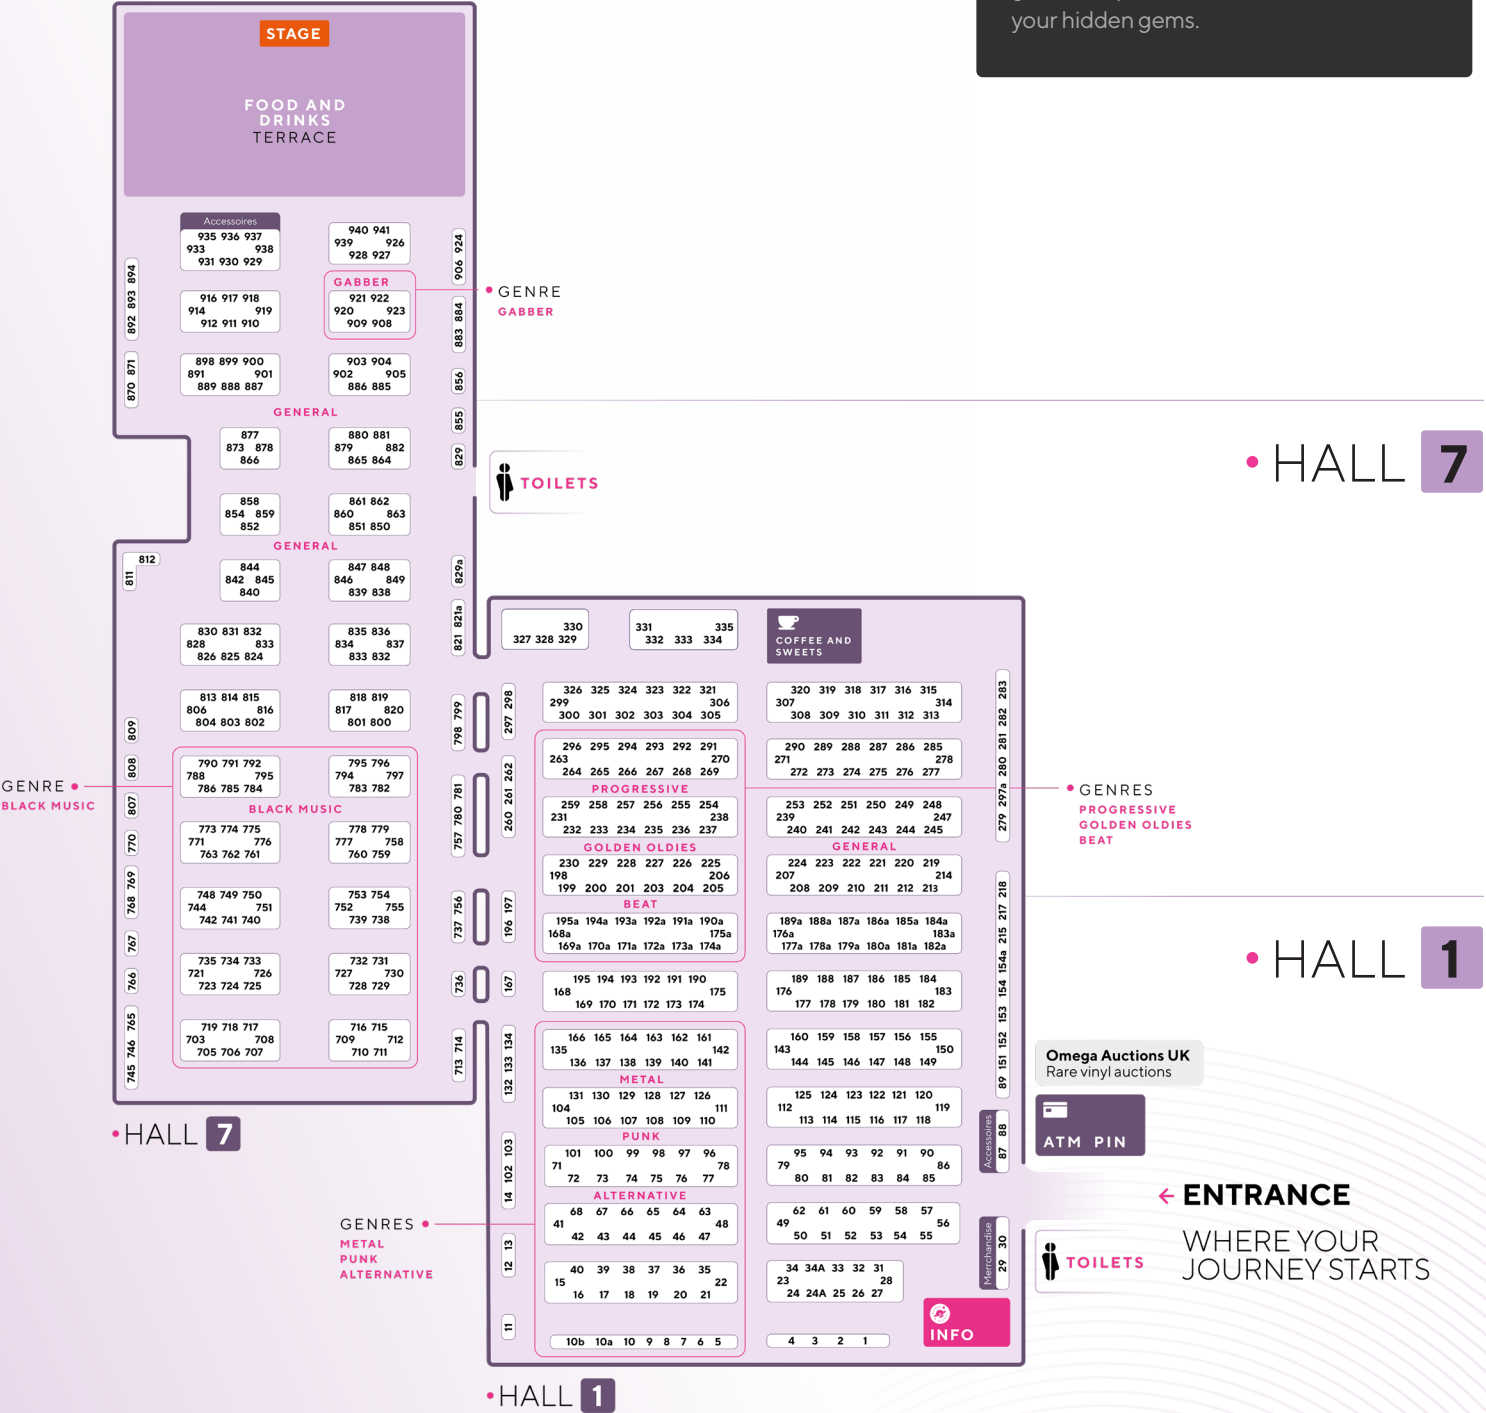 your hidden gems.
STAGE
FOOD AND
DRINKS
TERRACE
Accessoires
935 936 937
933 938
931 930 929
940 941
939 926
928 927
906 924
892 893 894
GABBER
921 922
920 923
909 908
GENRE
GABBER
916 917 918
914 919
912 911 910
883 884
870 871
898 899 900
891 901
889 888 887
903 904
902 905
886 885
856
GENERAL
855
877
873 878
866
880 881
879 882
865 864
829
TOILETS
HALL 7
858
854 859
852
861 862
860 863
851 850
GENERAL
812
811
844
842 845
840
847 848
846 849
839 838
829a
821 821a
830 831 832
828 833
826 825 824
835 836
834 837
833 832
330
327 328 329
331 335
332 333 334
COFFEE AND
SWEETS
813 814 815
806 816
804 803 802
818 819
817 820
801 800
798 799
297 298
326 325 324 323 322 321
299 306
300 301 302 303 304 305
320 319 318 317 316 315
307 314
308 309 310 311 312 313
279 297a 280 281 282 283
809
808
807
770
768 769
767
766
745 746 765
GENRE
BLACK MUSIC
790 791 792
788 795
786 785 784
795 796
794 797
783 782
BLACK MUSIC
757 780 781
260 261 262
296 295 294 293 292 291
263 270
264 265 266 267 268 269
290 289 288 287 286 285
271 278
272 273 274 275 276 277
PROGRESSIVE
GENRES
PROGRESSIVE
GOLDEN OLDIES
BEAT
773 774 775
771 776
763 762 761
778 779
777 758
760 759
259 258 257 256 255 254
231 238
232 233 234 235 236 237
253 252 251 250 249 248
239 247
240 241 242 243 244 245
GOLDEN OLDIES
GENERAL
230 229 228 227 226 225
198 206
199 200 201 203 204 205
224 223 222 221 220 219
207 214
208 209 210 211 212 213
BEAT
748 749 750
744 751
742 741 740
753 754
752 755
739 738
737 756
196 197
195a 194a 193a 192a 191a 190a
168a 175a
169a 170a 171a 172a 173a 174a
189a 188a 187a 186a 185a 184a
176a 183a
177a 178a 179a 180a 181a 182a
89 151 152 153 154 154a 215 217 218
HALL 1
735 734 733
721 726
723 724 725
732 731
727 730
728 729
736
167
195 194 193 192 191 190
168 175
169 170 171 172 173 174
189 188 187 186 185 184
176 183
177 178 179 180 181 182
719 718 717
703 708
705 706 707
716 715
709 712
710 711
713 714
132 133 134
166 165 164 163 162 161
135 142
136 137 138 139 140 141
160 159 158 157 156 155
143 150
144 145 146 147 148 149
METAL
Omega Auctions UK
Rare vinyl auctions
ATM PIN
131 130 129 128 127 126
104 111
105 106 107 108 109 110
125 124 123 122 121 120
112 119
113 114 115 116 117 118
HALL 7
PUNK
14 102 103
101 100 99 98 97 96
71 78
72 73 74 75 76 77
95 94 93 92 91 90
79 86
80 81 82 83 84 85
Accessoires
87 88
ALTERNATIVE
ENTRANCE
WHERE YOUR
JOURNEY STARTS
GENRES
METAL
PUNK
ALTERNATIVE
68 67 66 65 64 63
41 48
42 43 44 45 46 47
62 61 60 59 58 57
49 56
50 51 52 53 54 55
Merrchandise
29 30
TOILETS
12 13
40 39 38 37 36 35
15 22
16 17 18 19 20 21
34 34A 33 32 31
23 28
24 24A 25 26 27
11
10b 10a 10 9 8 7 6 5
4 3 2 1
INFO
HALL 1